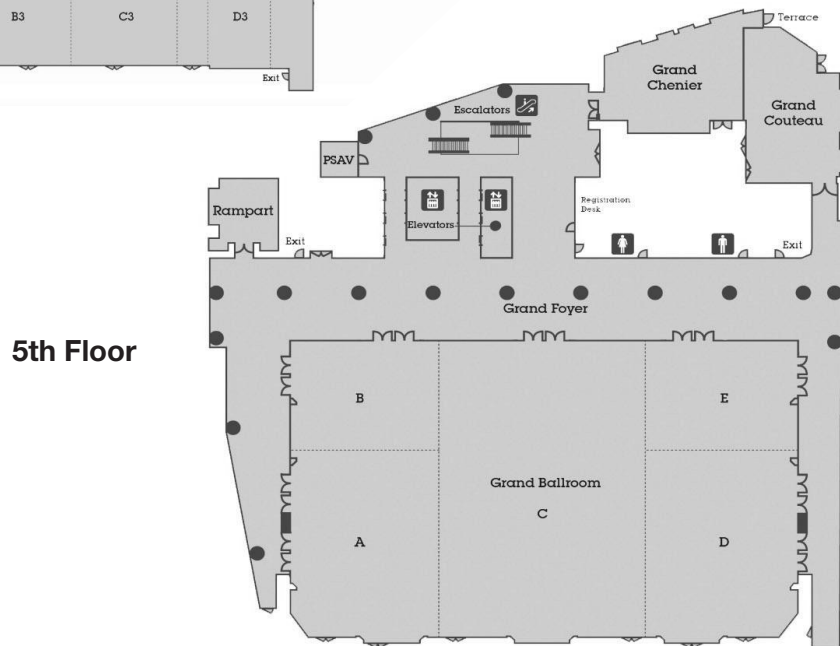 B3
C3
D3
Exit
Terrace
Grand
Chenier
Grand
Couteau
Escalators
PSAV
Rampart
Elevators
Registration
Desk
Exit
Exit
Grand Foyer
5th Floor
B
E
Grand Ballroom
C
A
D